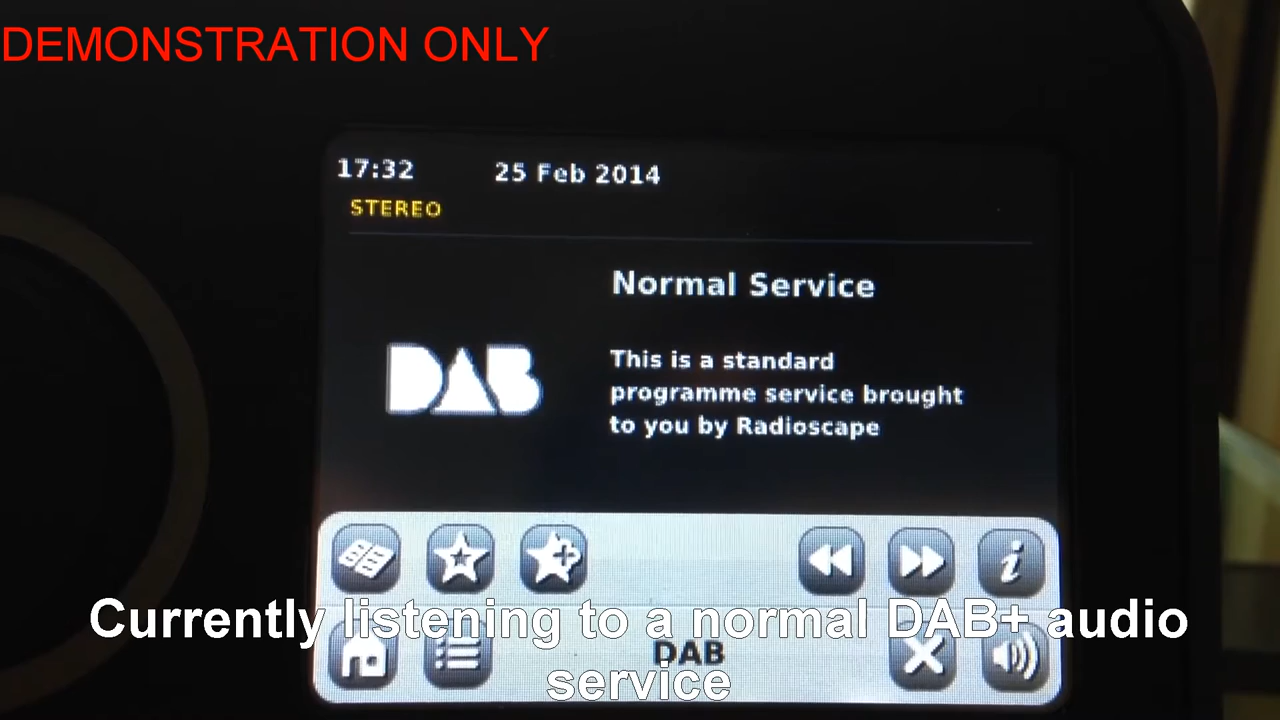 DEMONSTRATION ONLY
17:32 25 Feb 2014
STEREO
Normal Service
DAB
This is a standard
programme service brought
to you by Radioscape
i
Currently listening to a normal DAB+ audio
service
DAB